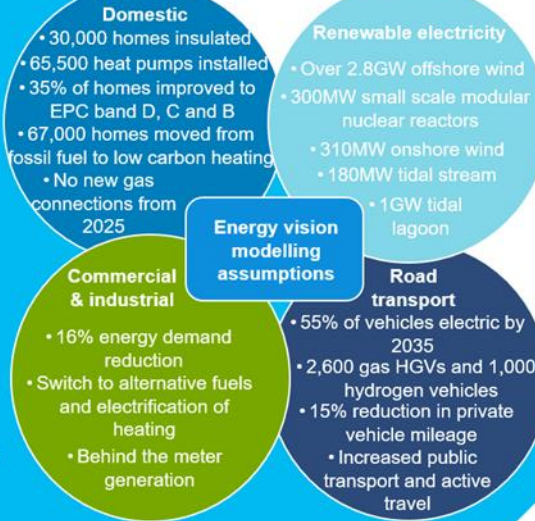 Domestic
• 30,000 homes insulated
• 65,500 heat pumps installed
• 35% of homes improved to
EPC band D, C and B
• 67,000 homes moved from
fossil fuel to low carbon heating
• No new gas
connections from
2025
Renewable electricity
• Over 2.8GW offshore wind
• 300MW small scale modular
nuclear reactors
• 310MW onshore wind
• 180MW tidal stream
• 1GW tidal
lagoon
Energy vision
modelling
assumptions
Commercial
& industrial
• 16% energy demand
reduction
• Switch to alternative fuels
and electrification of
heating
• Behind the meter
generation
Road
transport
• 55% of vehicles electric by
2035
• 2,600 gas HGVs and 1,000
hydrogen vehicles
• 15% reduction in private
vehicle mileage
• Increased public
transport and active
travel